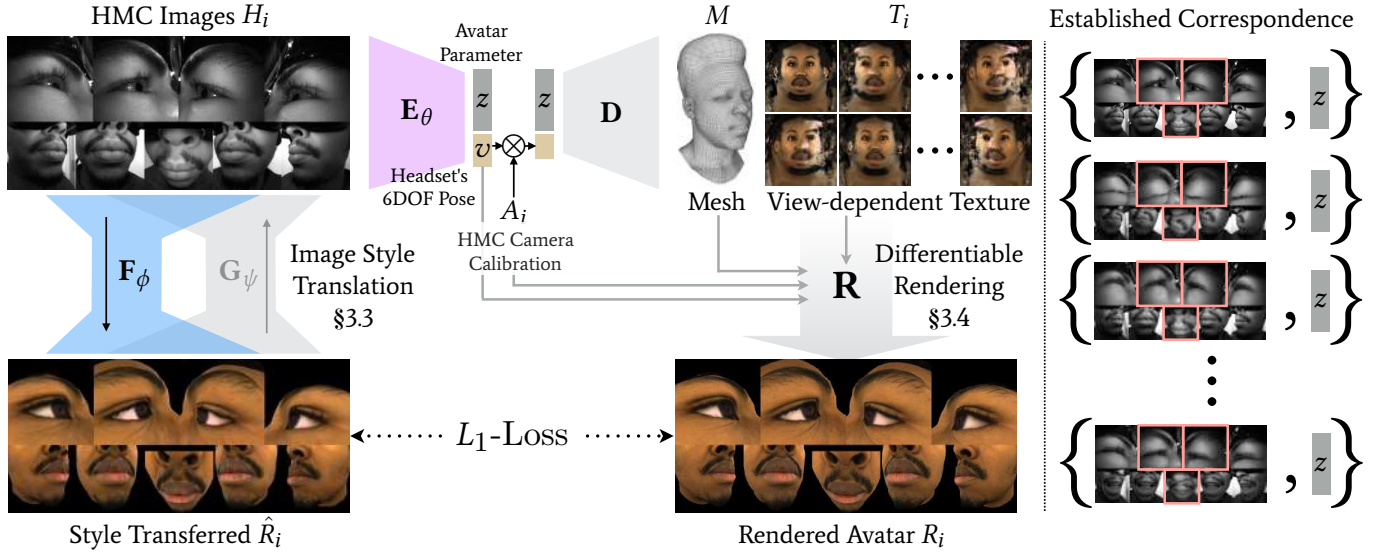 HMC Images H_i
Avatar
Parameter
M
T_i
Established Correspondence
E_θ
z
z
D
v
Headset's
6DOF Pose
A_i
HMC Camera
Calibration
Mesh
View-dependent Texture
F_ϕ
G_ψ
Image Style
Translation
§3.3
R
Differentiable
Rendering
§3.4
L_1-Loss
Style Transferred R̂_i
Rendered Avatar R_i
{ , z }
{ , z }
{ , z }
{ , z }